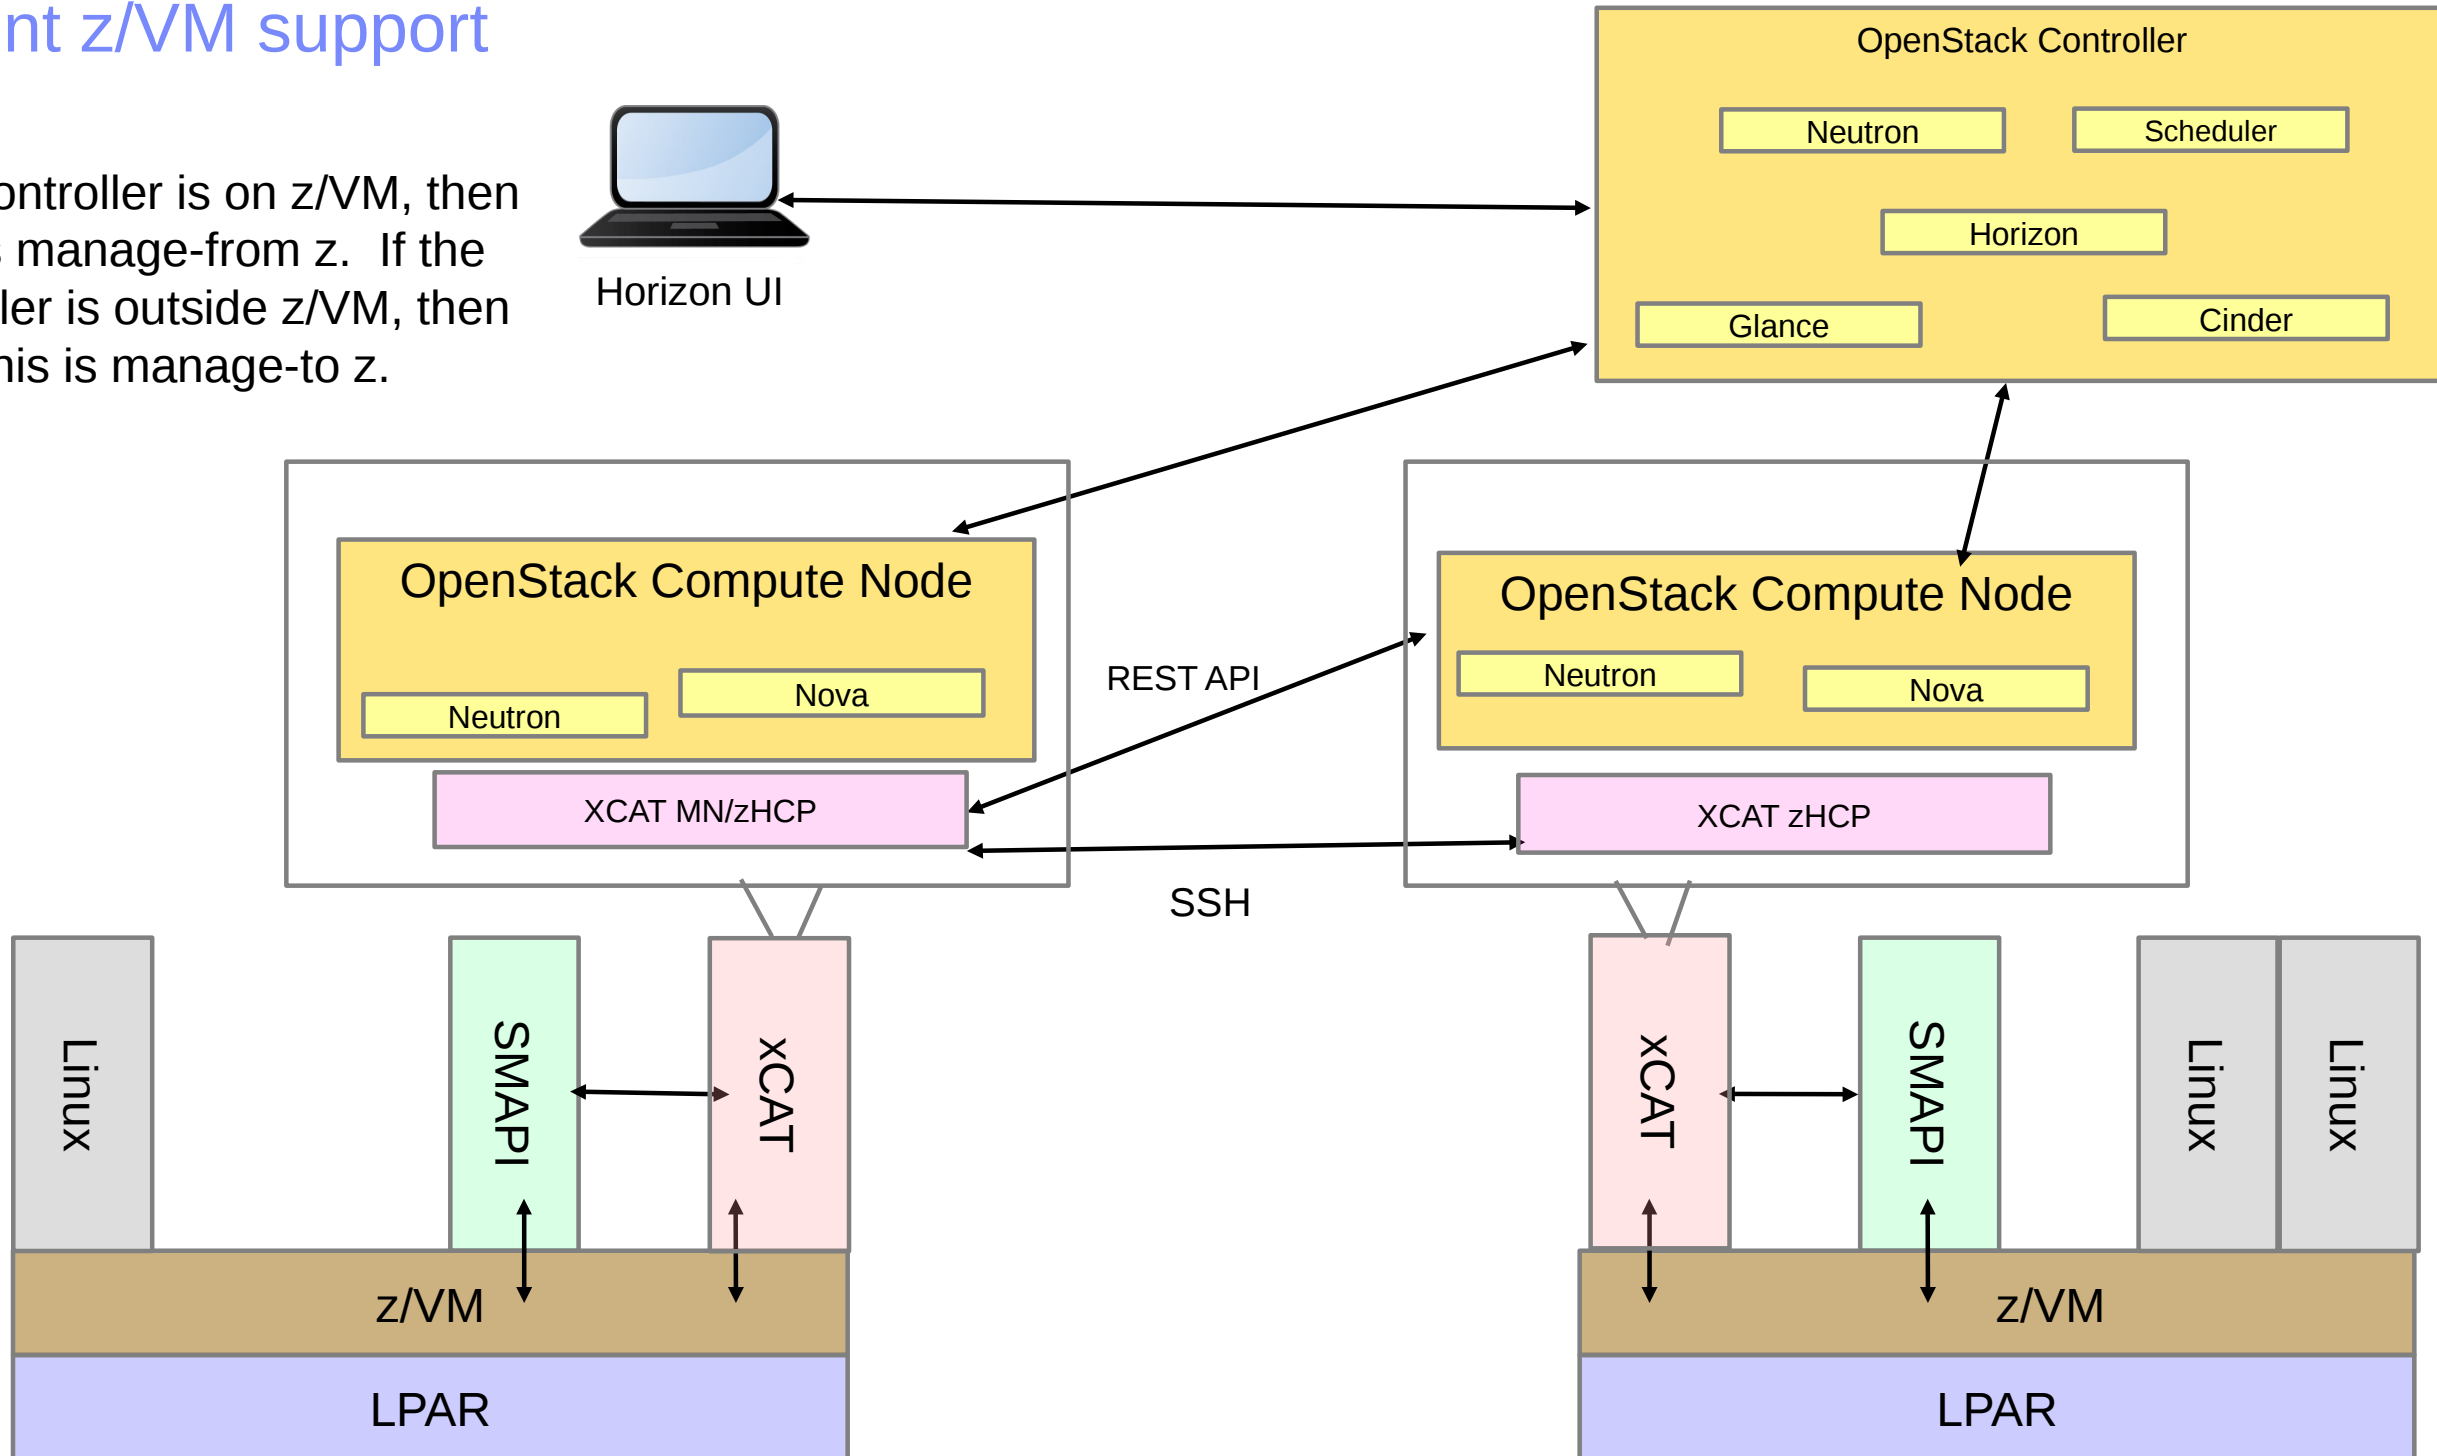 nt z/VM support
ontroller is on z/VM, then
s manage-from z.  If the
ler is outside z/VM, then
his is manage-to z.
Horizon UI
OpenStack Controller
Neutron
Scheduler
Horizon
Glance
Cinder
OpenStack Compute Node
Neutron
Nova
XCAT MN/zHCP
REST API
SSH
OpenStack Compute Node
Neutron
Nova
XCAT zHCP
Linux
SMAPI
xCAT
z/VM
LPAR
xCAT
SMAPI
Linux
Linux
z/VM
LPAR